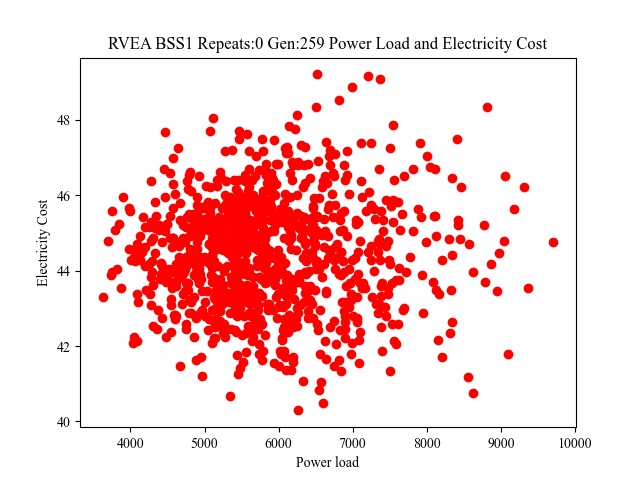 RVEA BSS1 Repeats:0 Gen:259 Power Load and Electricity Cost
48
46
44
42
40
Electricity Cost
4000 5000 6000 7000 8000 9000 10000
Power load